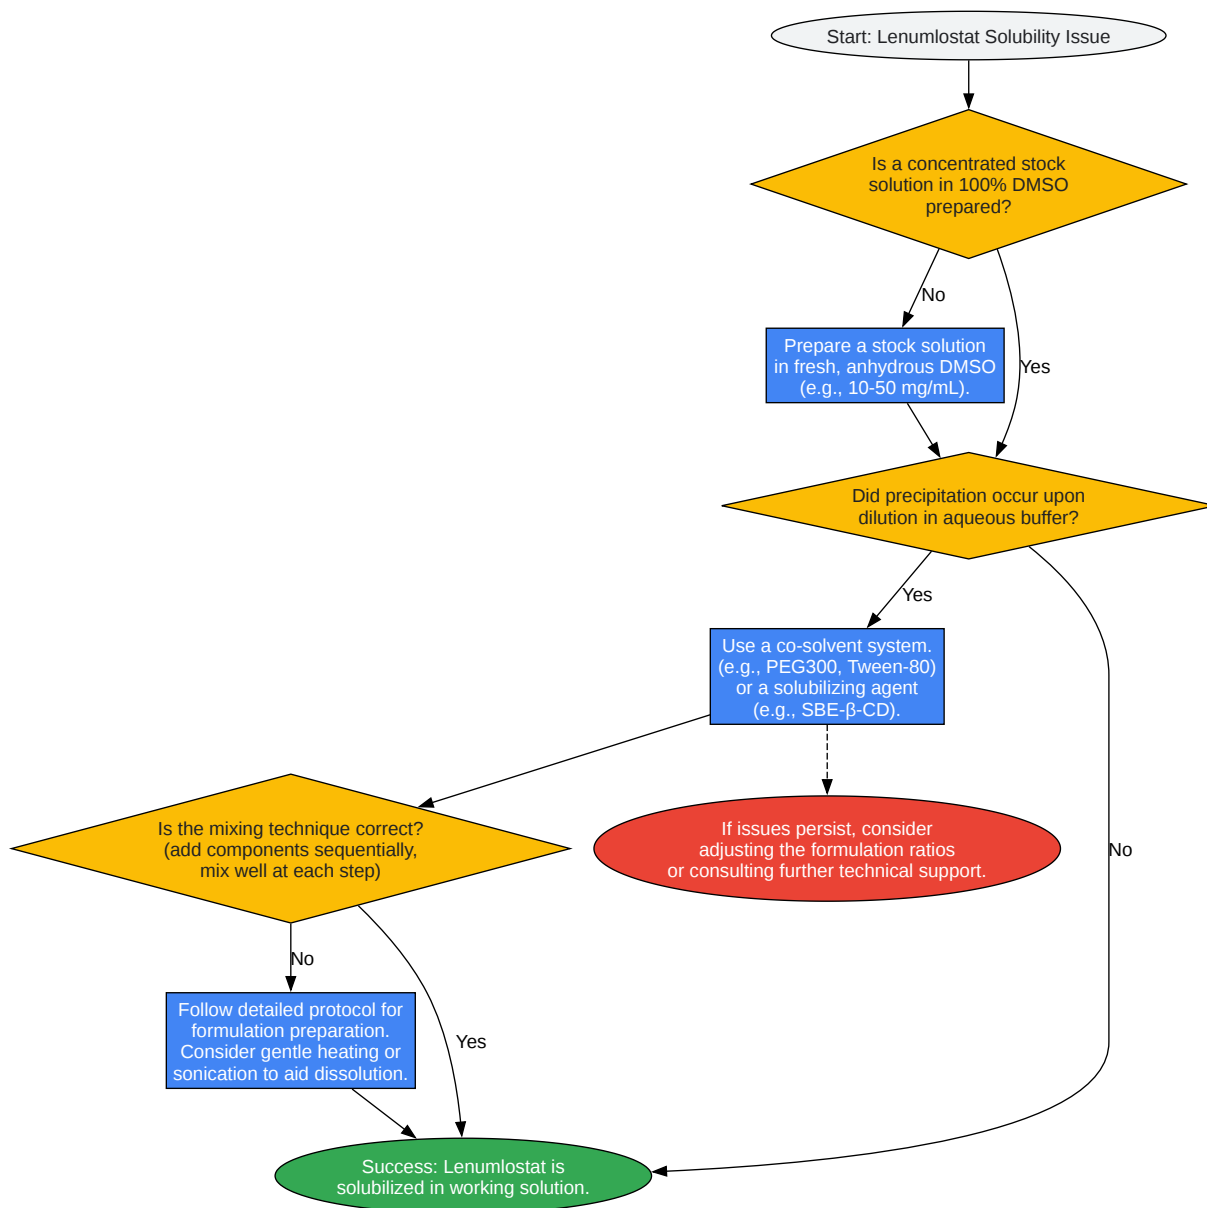 Start: Lenumlostat Solubility Issue
Is a concentrated stock
solution in 100% DMSO
prepared?
No
Prepare a stock solution
in fresh, anhydrous DMSO
(e.g., 10-50 mg/mL).
Yes
Did precipitation occur upon
dilution in aqueous buffer?
Yes
Use a co-solvent system.
(e.g., PEG300, Tween-80)
or a solubilizing agent
(e.g., SBE-β-CD).
Is the mixing technique correct?
(add components sequentially,
mix well at each step)
If issues persist, consider
adjusting the formulation ratios
or consulting further technical support.
No
No
Follow detailed protocol for
formulation preparation.
Consider gentle heating or
sonication to aid dissolution.
Yes
Success: Lenumlostat is
solubilized in working solution.